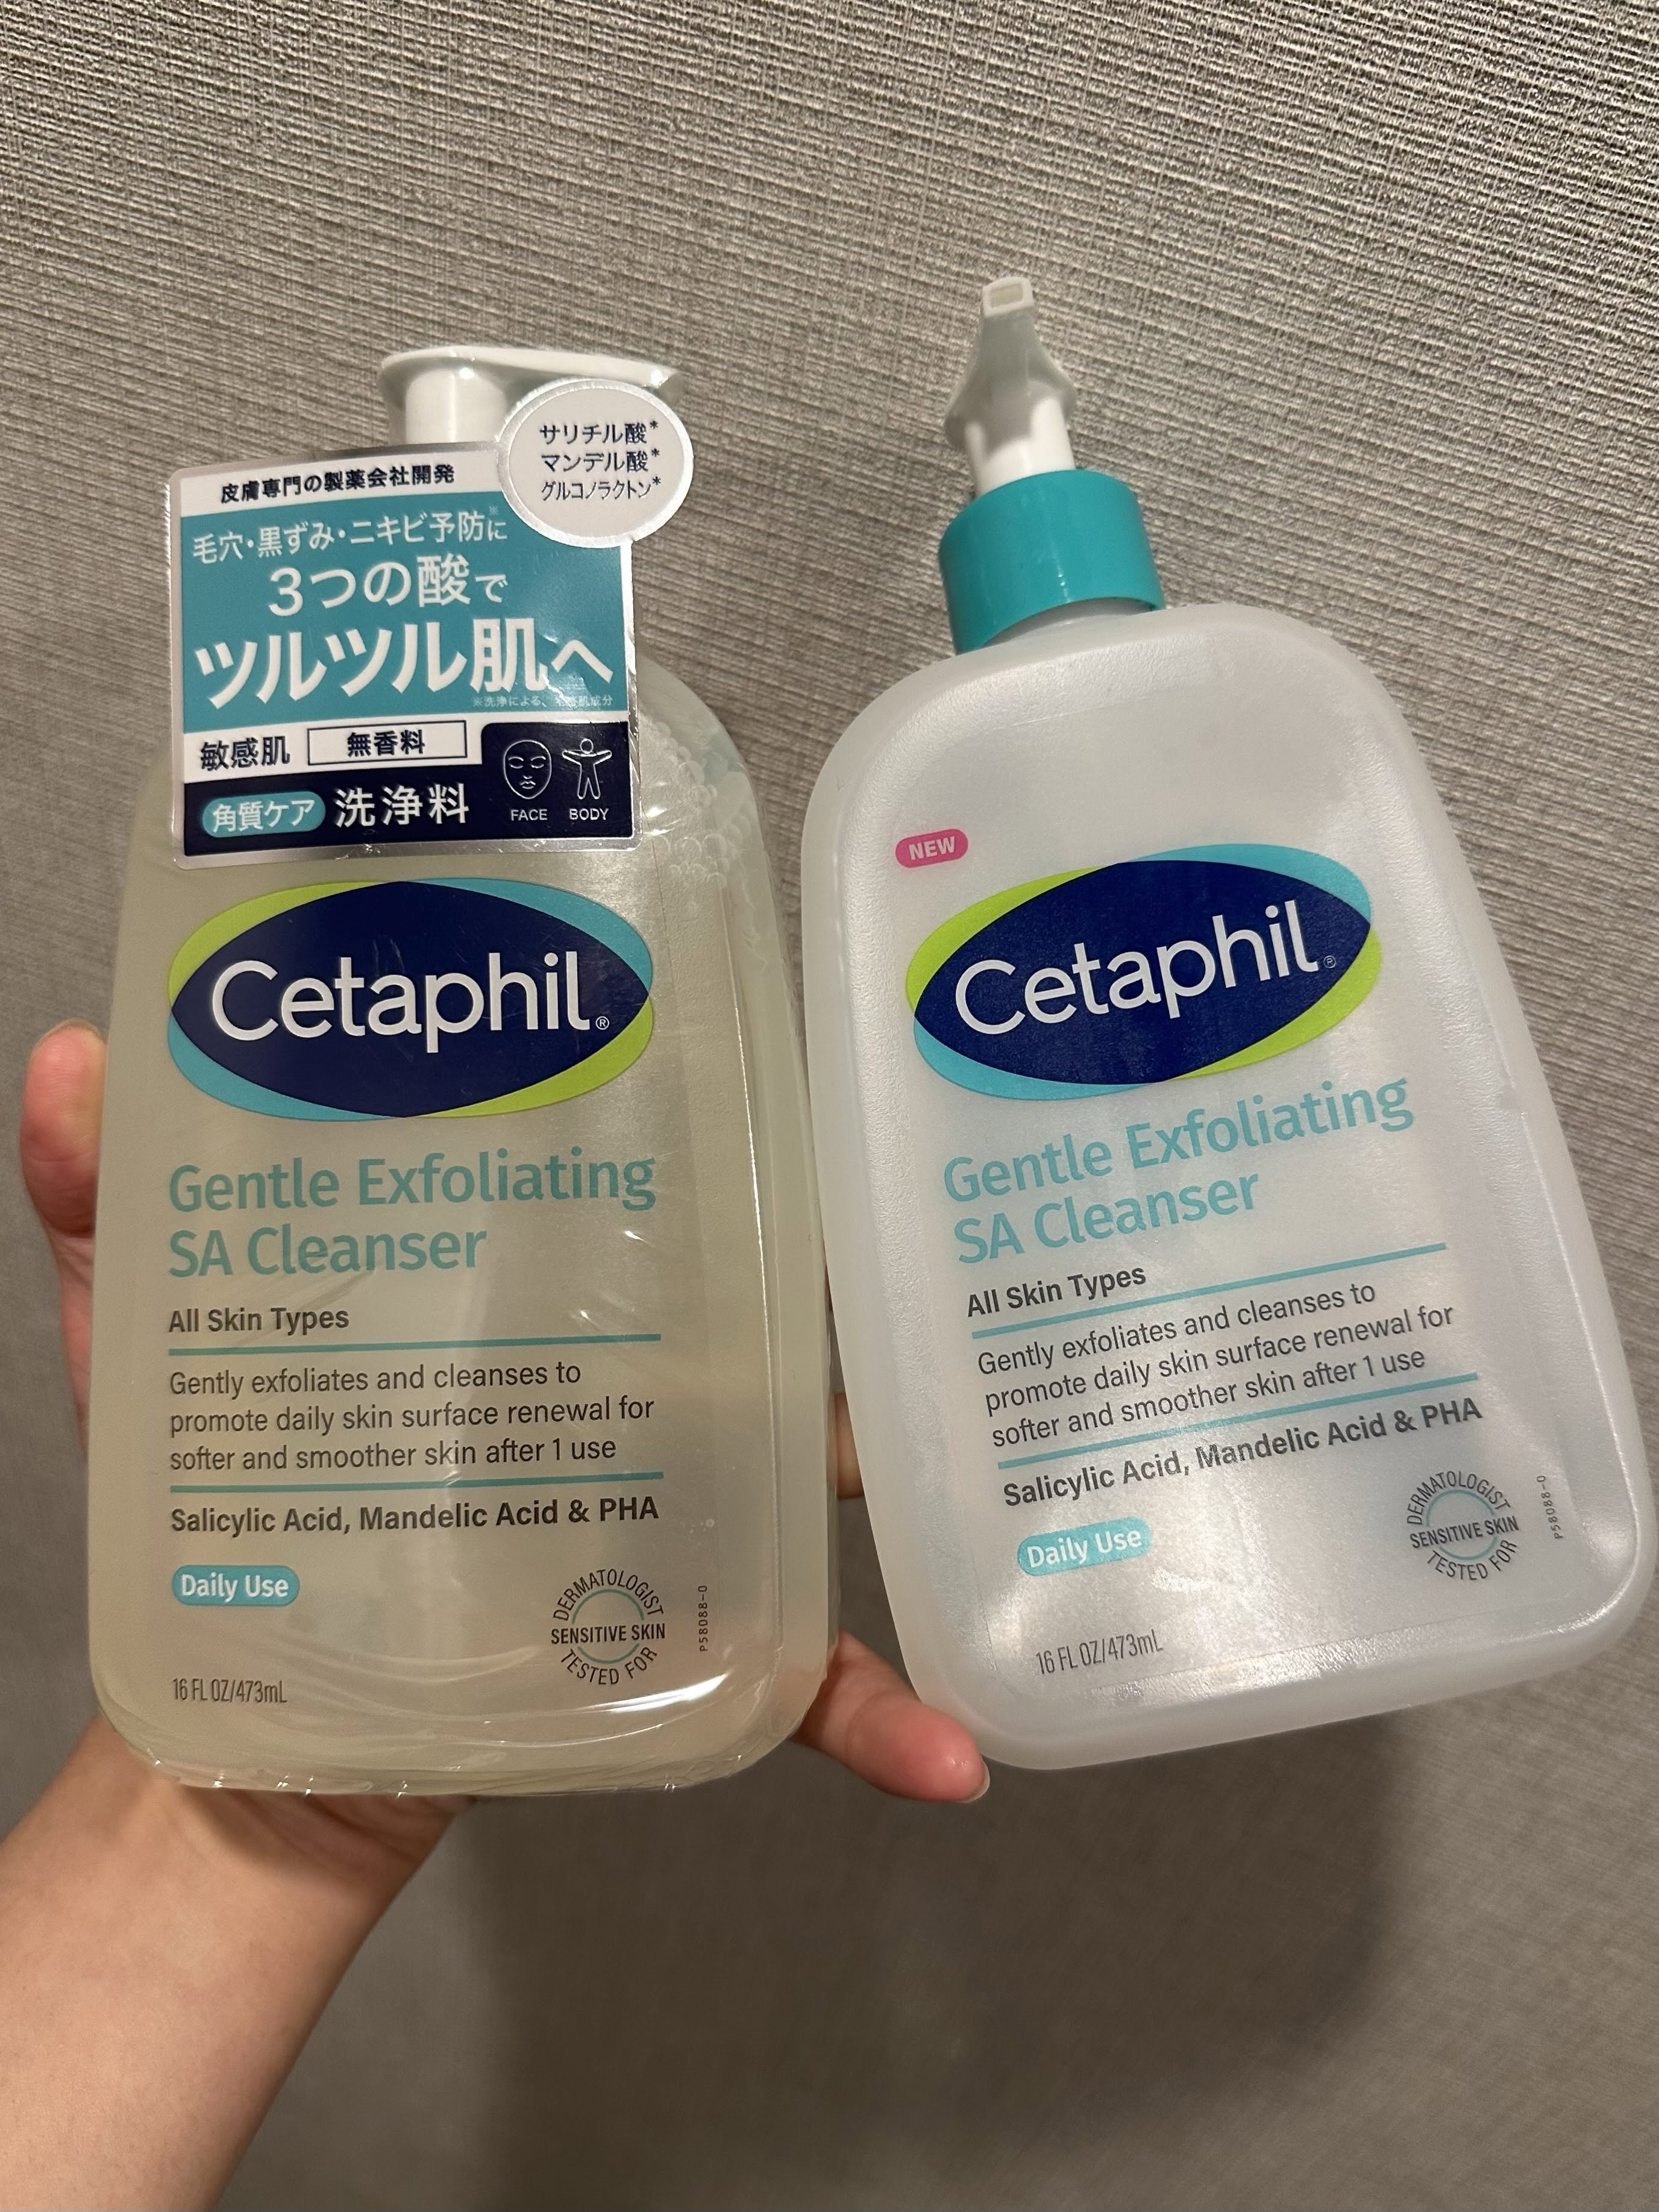 サリチル酸*
マンデル酸*
グルコノラクトン*
皮膚専門の製薬会社開発
毛穴・黒ずみ・ニキビ予防に※
3つの酸で
ツルツル肌へ
※洗浄による、
敏感肌 無香料
角質ケア 洗浄料
FACE BODY
Cetaphil®
Gentle Exfoliating
SA Cleanser
All Skin Types
Gently exfoliates and cleanses to
promote daily skin surface renewal for
softer and smoother skin after 1 use
Salicylic Acid, Mandelic Acid & PHA
Daily Use
DERMATOLOGIST
SENSITIVE SKIN
TESTED FOR
P58088-0
16 FL OZ/473mL
NEW
Cetaphil®
Gentle Exfoliating
SA Cleanser
All Skin Types
Gently exfoliates and cleanses to
promote daily skin surface renewal for
softer and smoother skin after 1 use
Salicylic Acid, Mandelic Acid & PHA
Daily Use
DERMATOLOGIST
SENSITIVE SKIN
TESTED FOR
P58088-0
16 FL OZ/473mL